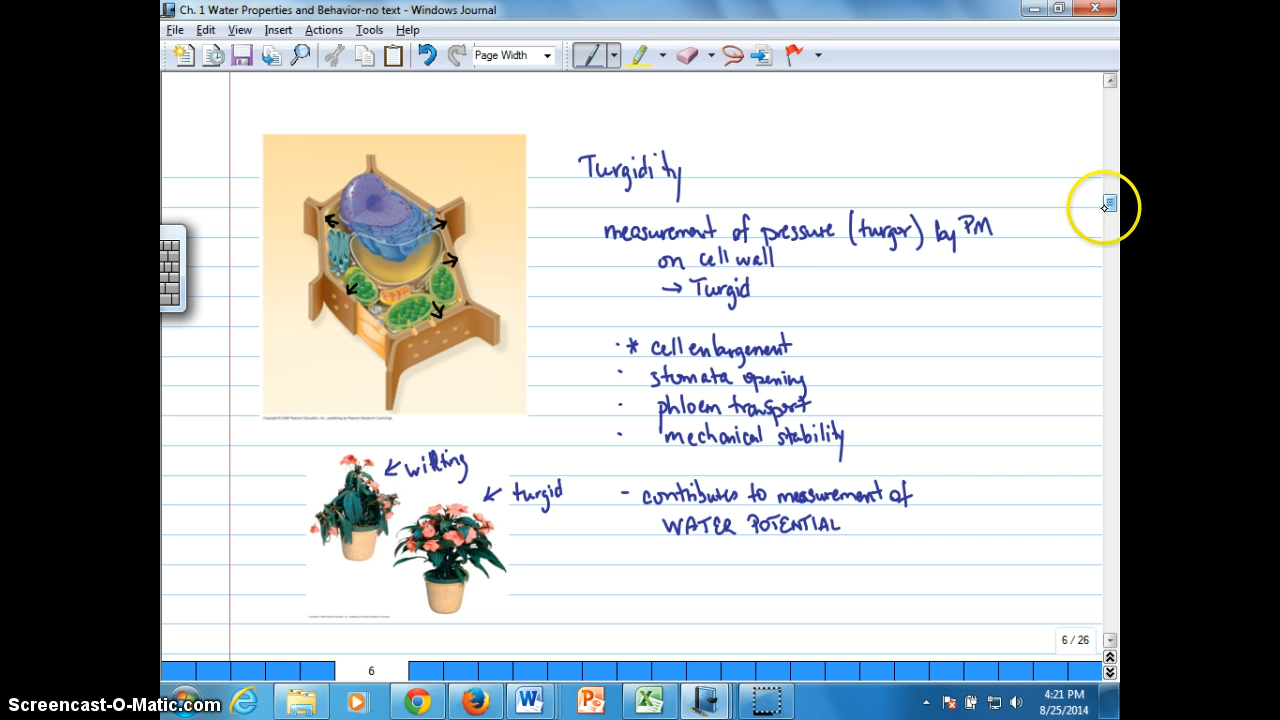 Ch. 1 Water Properties and Behavior-no text - Windows Journal
File Edit View Insert Actions Tools Help
Page Width
Turgidity
measurement of pressure (turgor) by PM
on cell wall
→ Turgid
· * cell enlargement
· stomata opening
· phloem transport
· mechanical stability
← wilting
← turgid
- contributes to measurement of
WATER POTENTIAL
6 / 26
6
4:21 PM
8/25/2014
Screencast-O-Matic.com